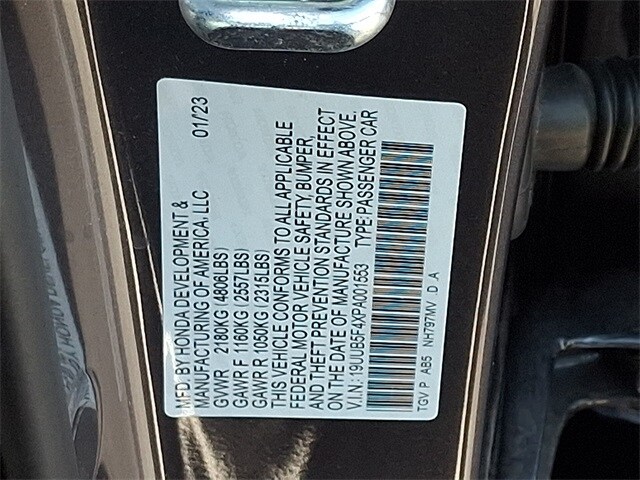 MFD BY HONDA DEVELOPMENT &
MANUFACTURING OF AMERICA, LLC 01/23
GVWR 2180KG (4806LBS)
GAWR F 1160KG (2557LBS)
GAWR R 1050KG (2315LBS)
THIS VEHICLE CONFORMS TO ALL APPLICABLE
FEDERAL MOTOR VEHICLE SAFETY, BUMPER,
AND THEFT PREVENTION STANDARDS IN EFFECT
ON THE DATE OF MANUFACTURE SHOWN ABOVE.
V.I.N.: 19UUB5F4XPA001553 TYPE: PASSENGER CAR
TGV P AB5 NH797MV .D .A